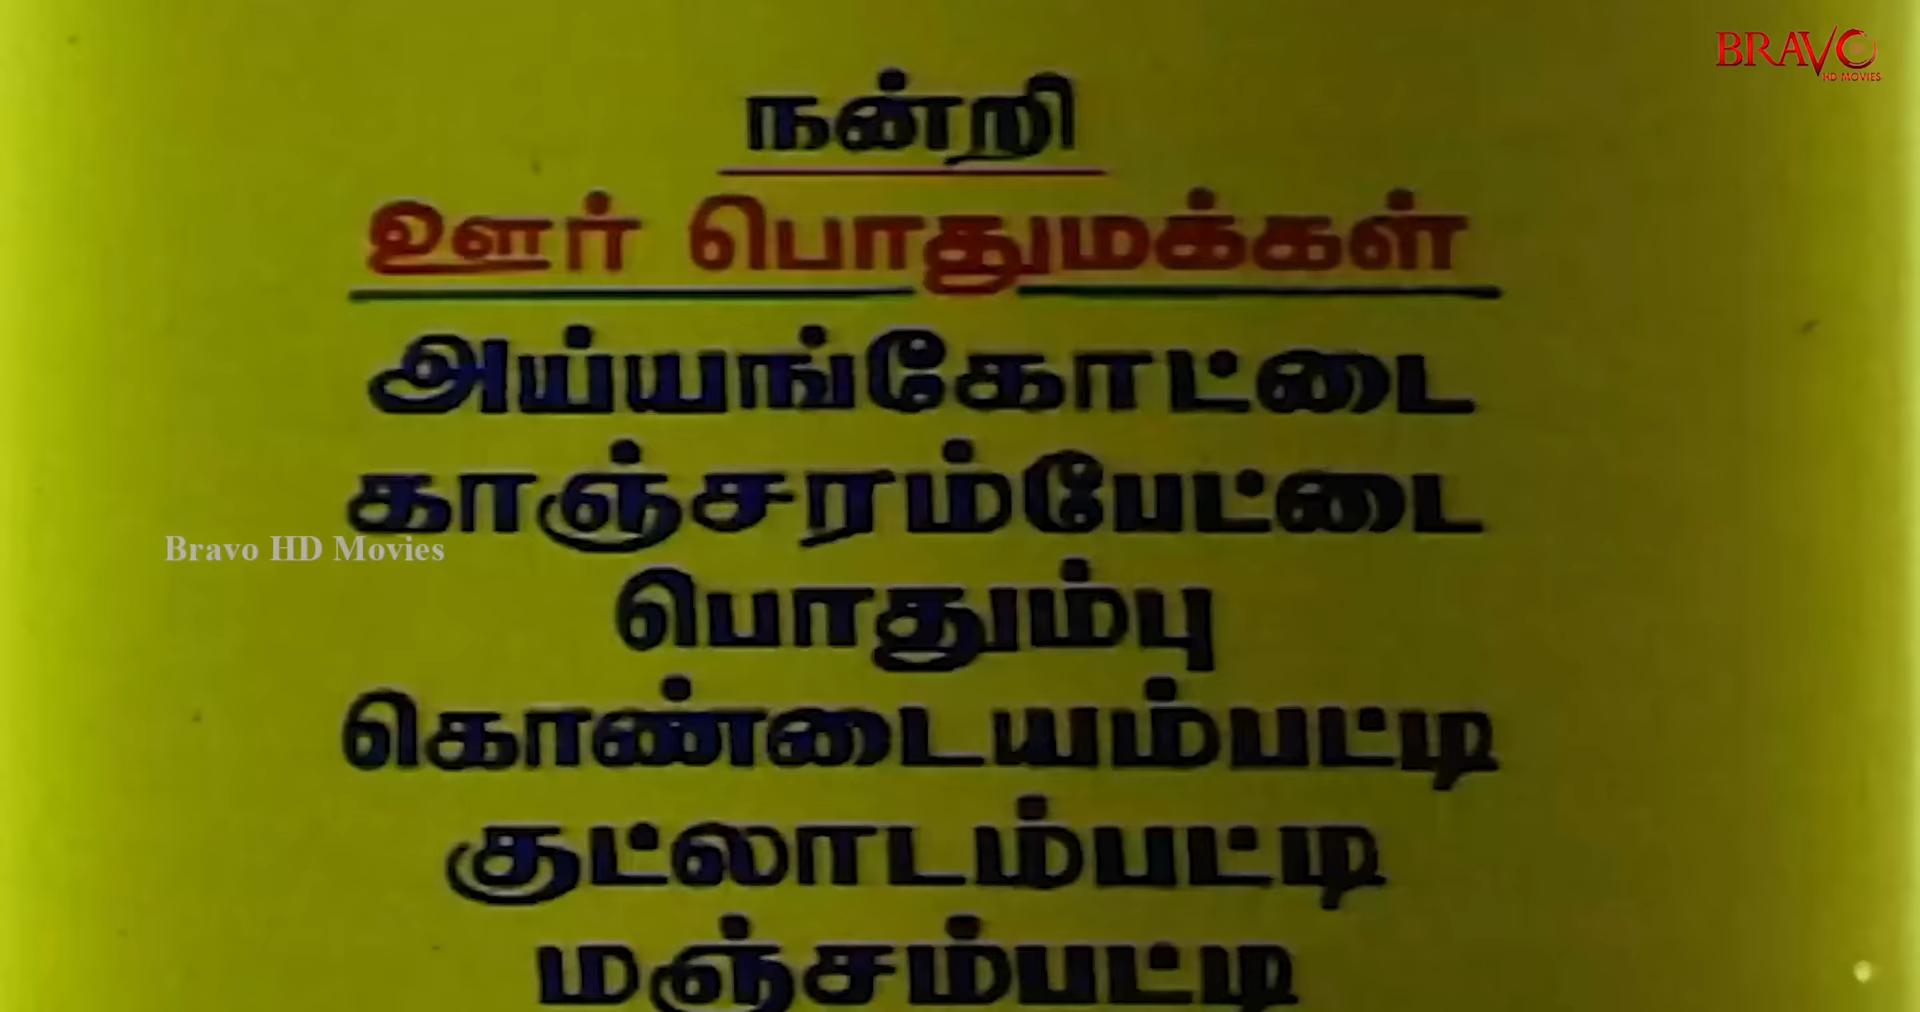 BRAVO
HD MOVIES
நன்றி
ஊர் பொதுமக்கள்
அய்யங்கோட்டை
காஞ்சரம்பேட்டை
Bravo HD Movies
பொதும்பு
கொண்டையம்பட்டி
குட்லாடம்பட்டி
மஞ்சம்பட்டி